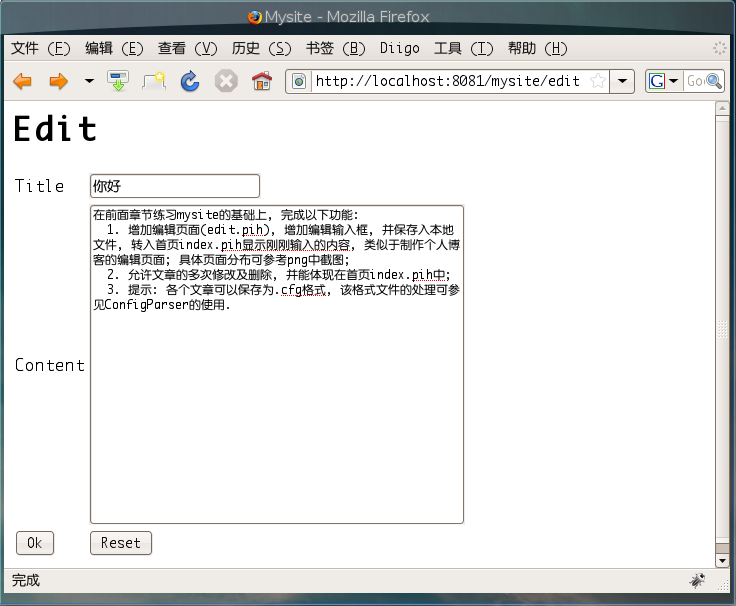 Mysite - Mozilla Firefox
文件 (F) 编辑 (E) 查看 (V) 历史 (S) 书签 (B) Diigo 工具 (T) 帮助 (H)
http://localhost:8081/mysite/edit G Go
Edit
Title 你好
在前面章节练习mysite的基础上, 完成以下功能:
1. 增加编辑页面(edit.pih), 增加编辑输入框, 并保存入本地
文件, 转入首页index.pih显示刚刚输入的内容, 类似于制作个人博
客的编辑页面; 具体页面分布可参考png中截图;
2. 允许文章的多次修改及删除, 并能体现在首页index.pih中;
3. 提示: 各个文章可以保存为.cfg格式, 该格式文件的处理可参
见ConfigParser的使用.
Content
Ok Reset
完成